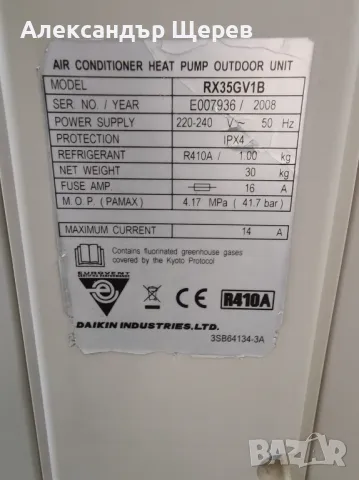 Александър Щерев
AIR CONDITIONER HEAT PUMP OUTDOOR UNIT
MODEL RX35GV1B
SER. NO. / YEAR E007936 / 2008
POWER SUPPLY 220-240 V~ 50 Hz
PROTECTION IPX4
REFRIGERANT R410A / 1.00 kg
NET WEIGHT 30 kg
FUSE AMP. 16 A
M. O. P. (PAMAX) 4.17 MPa (41.7 bar)
MAXIMUM CURRENT 14 A
Contains fluorinated greenhouse gases
covered by the Kyoto Protocol
EUROVENT
CE R410A
DAIKIN INDUSTRIES,LTD.
3SB64134-3A
BAZAR